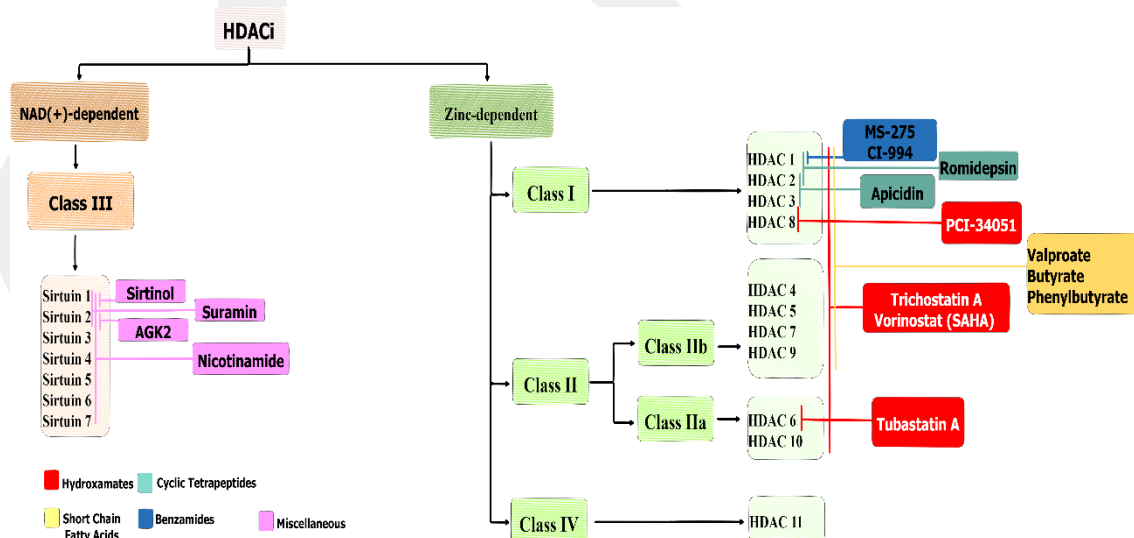 HDACi
NAD(+)-dependent
Zinc-dependent
Class III
Sirtuin 1
Sirtuin 2
Sirtuin 3
Sirtuin 4
Sirtuin 5
Sirtuin 6
Sirtuin 7
Sirtinol
Suramin
AGK2
Nicotinamide
Class I
HDAC 1
HDAC 2
HDAC 3
HDAC 8
MS-275
CI-994
Romidepsin
Apicidin
PCI-34051
Valproate
Butyrate
Phenylbutyrate
Trichostatin A
Vorinostat (SAHA)
Class II
Class IIb
HDAC 4
HDAC 5
HDAC 7
HDAC 9
Class IIa
HDAC 6
HDAC 10
Tubastatin A
Class IV
HDAC 11
Hydroxamates
Cyclic Tetrapeptides
Short Chain
Fatty Acids
Benzamides
Miscellaneous